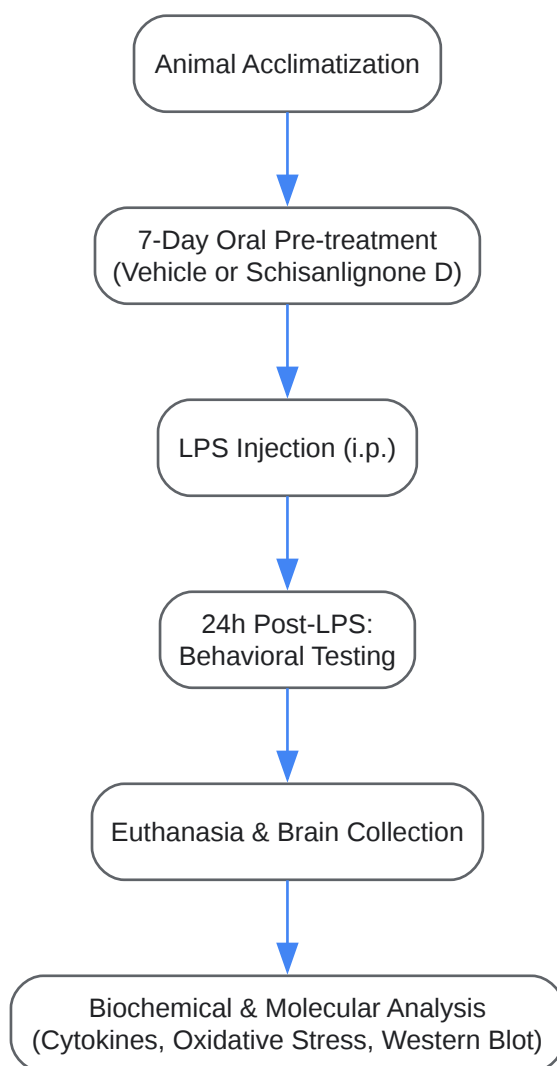 Animal Acclimatization
7-Day Oral Pre-treatment
(Vehicle or Schisanlignone D)
LPS Injection (i.p.)
24h Post-LPS:
Behavioral Testing
Euthanasia & Brain Collection
Biochemical & Molecular Analysis
(Cytokines, Oxidative Stress, Western Blot)